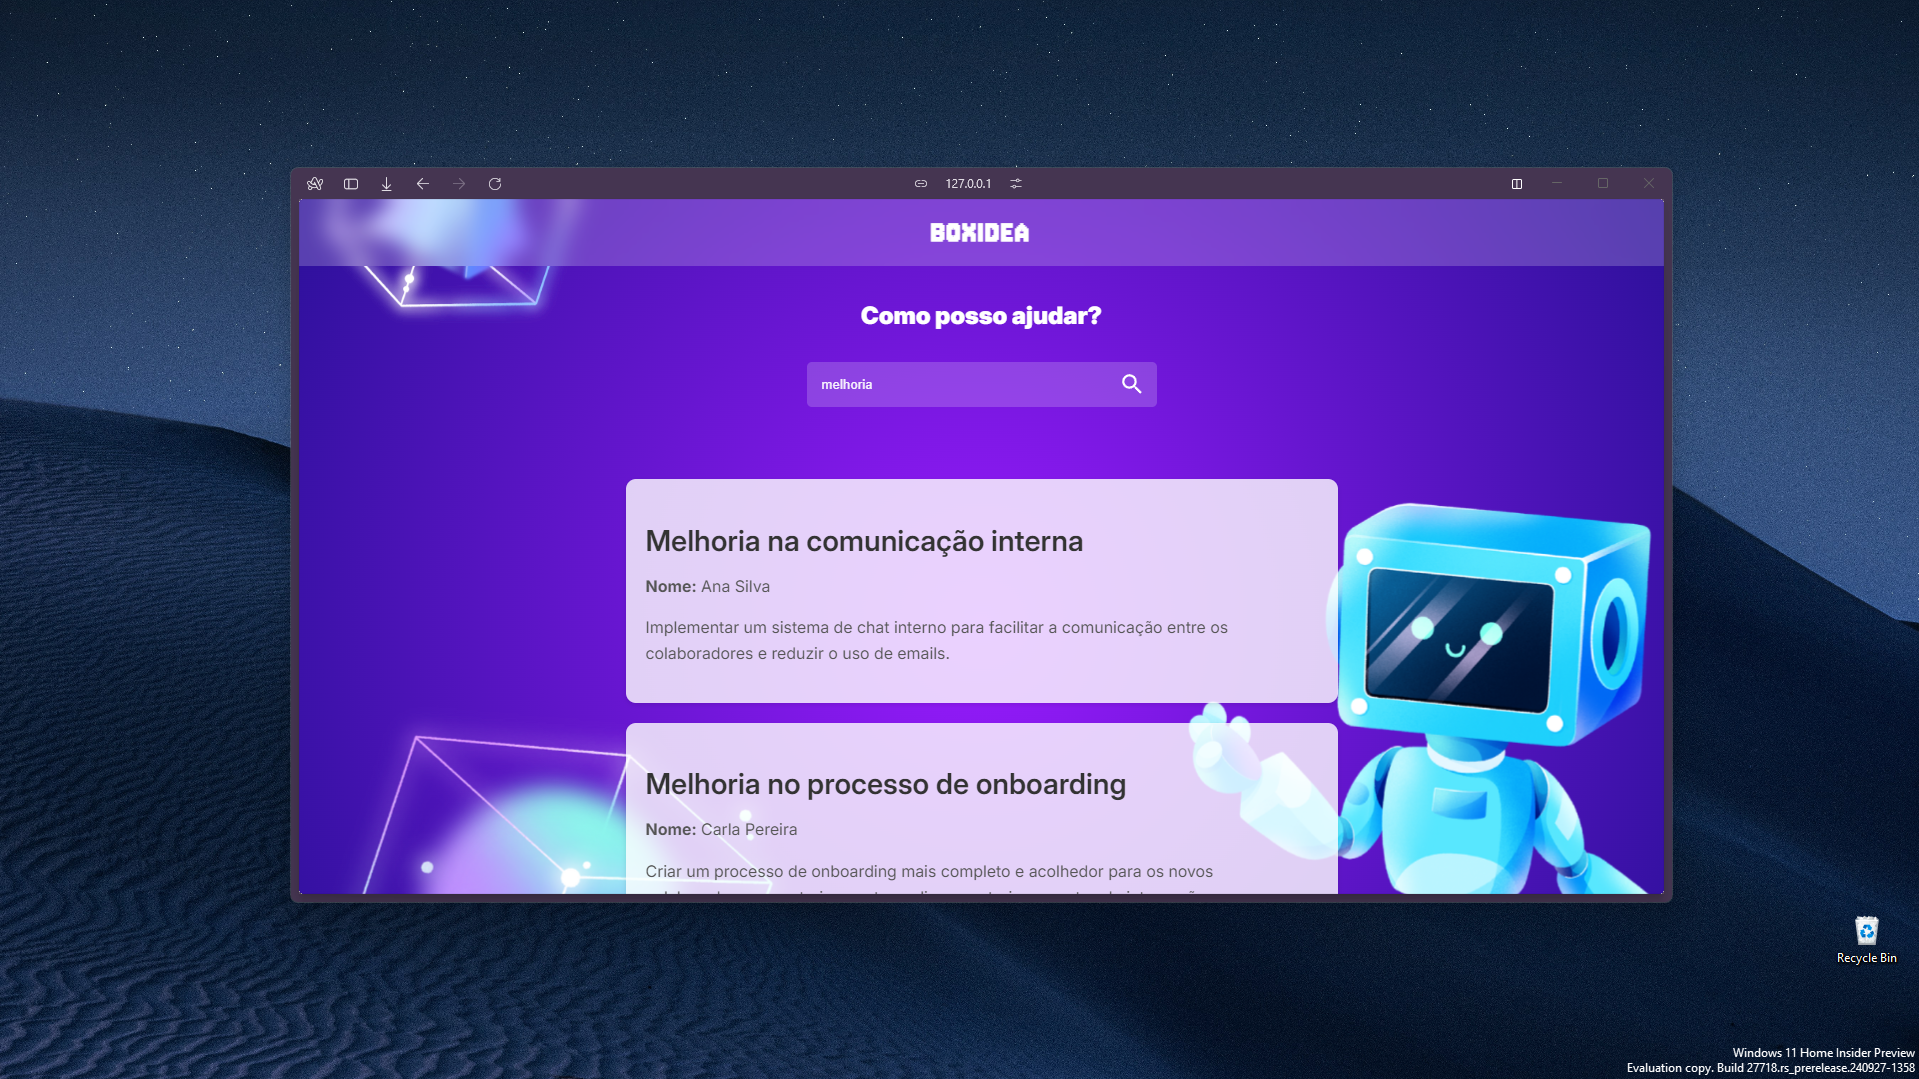 127.0.0.1
BOXIDEA
Como posso ajudar?
melhoria
Melhoria na comunicação interna
Nome: Ana Silva
Implementar um sistema de chat interno para facilitar a comunicação entre os
colaboradores e reduzir o uso de emails.
Melhoria no processo de onboarding
Nome: Carla Pereira
Criar um processo de onboarding mais completo e acolhedor para os novos
Recycle Bin
Windows 11 Home Insider Preview
Evaluation copy. Build 27718.rs_prerelease.240927-1358